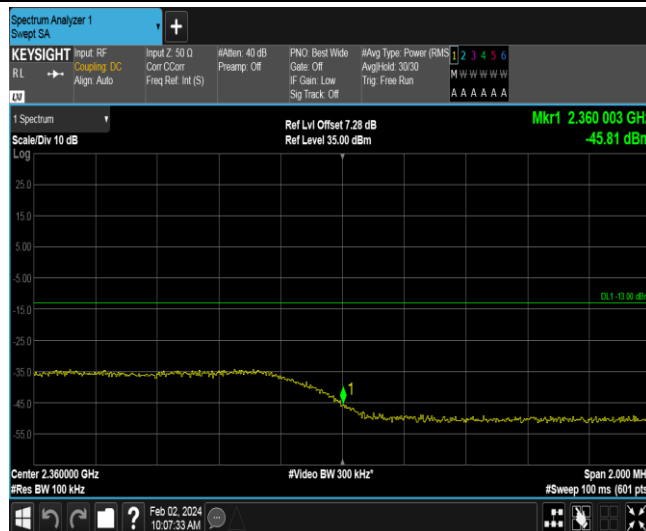 Spectrum Analyzer 1
Swept SA
+
KEYSIGHT
RL
LXI
Input: RF
Coupling: DC
Align: Auto
Input Z: 50 Ω
Corr CCorr
Freq Ref: Int (S)
#Atten: 40 dB
Preamp: Off
PNO: Best Wide
Gate: Off
IF Gain: Low
Sig Track: Off
#Avg Type: Power (RMS
Avg|Hold: 30/30
Trig: Free Run
1 2 3 4 5 6
M W W W W W
A A A A A A
1 Spectrum
Scale/Div 10 dB
Ref Lvl Offset 7.28 dB
Ref Level 35.00 dBm
Mkr1 2.360 003 GHz
-45.81 dBm
Log
25.0
15.0
5.00
-5.00
DL1 -13.00 dBm
-15.0
-25.0
-35.0
1
-45.0
-55.0
Center 2.360000 GHz
#Video BW 300 kHz*
Span 2.000 MH
#Res BW 100 kHz
#Sweep 100 ms (601 pts
?
Feb 02, 2024
10:07:33 AM